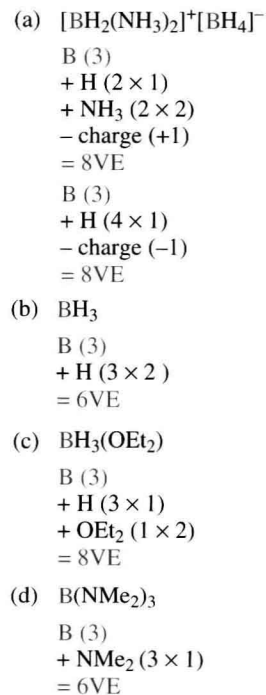 (a) [BH₂(NH₃)₂]⁺[BH₄]⁻
B (3)
+ H (2 × 1)
+ NH₃ (2 × 2)
– charge (+1)
= 8VE
B (3)
+ H (4 × 1)
– charge (–1)
= 8VE
(b) BH₃
B (3)
+ H (3 × 2 )
= 6VE
(c) BH₃(OEt₂)
B (3)
+ H (3 × 1)
+ OEt₂ (1 × 2)
= 8VE
(d) B(NMe₂)₃
B (3)
+ NMe₂ (3 × 1)
= 6VE